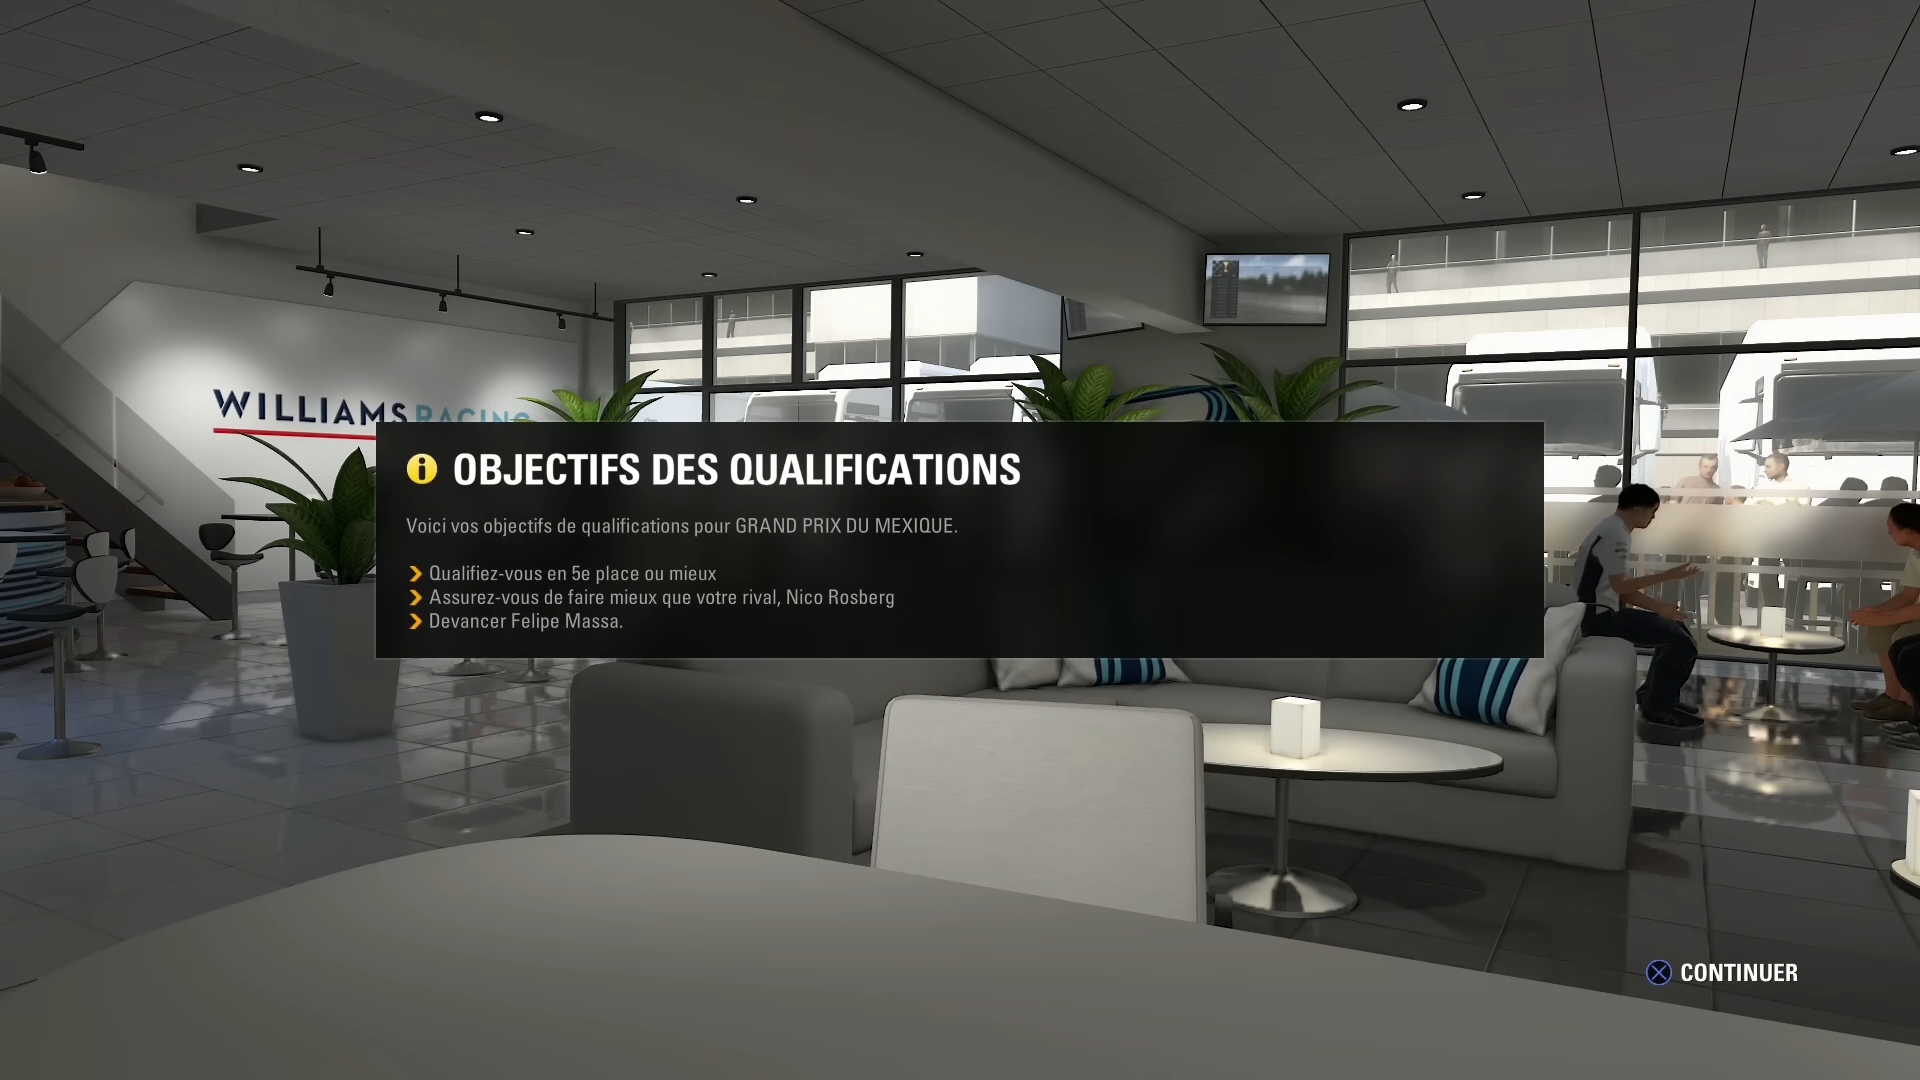 WILLIAMS RACING
OBJECTIFS DES QUALIFICATIONS
Voici vos objectifs de qualifications pour GRAND PRIX DU MEXIQUE.
Qualifiez-vous en 5e place ou mieux
Assurez-vous de faire mieux que votre rival, Nico Rosberg
Devancer Felipe Massa.
CONTINUER